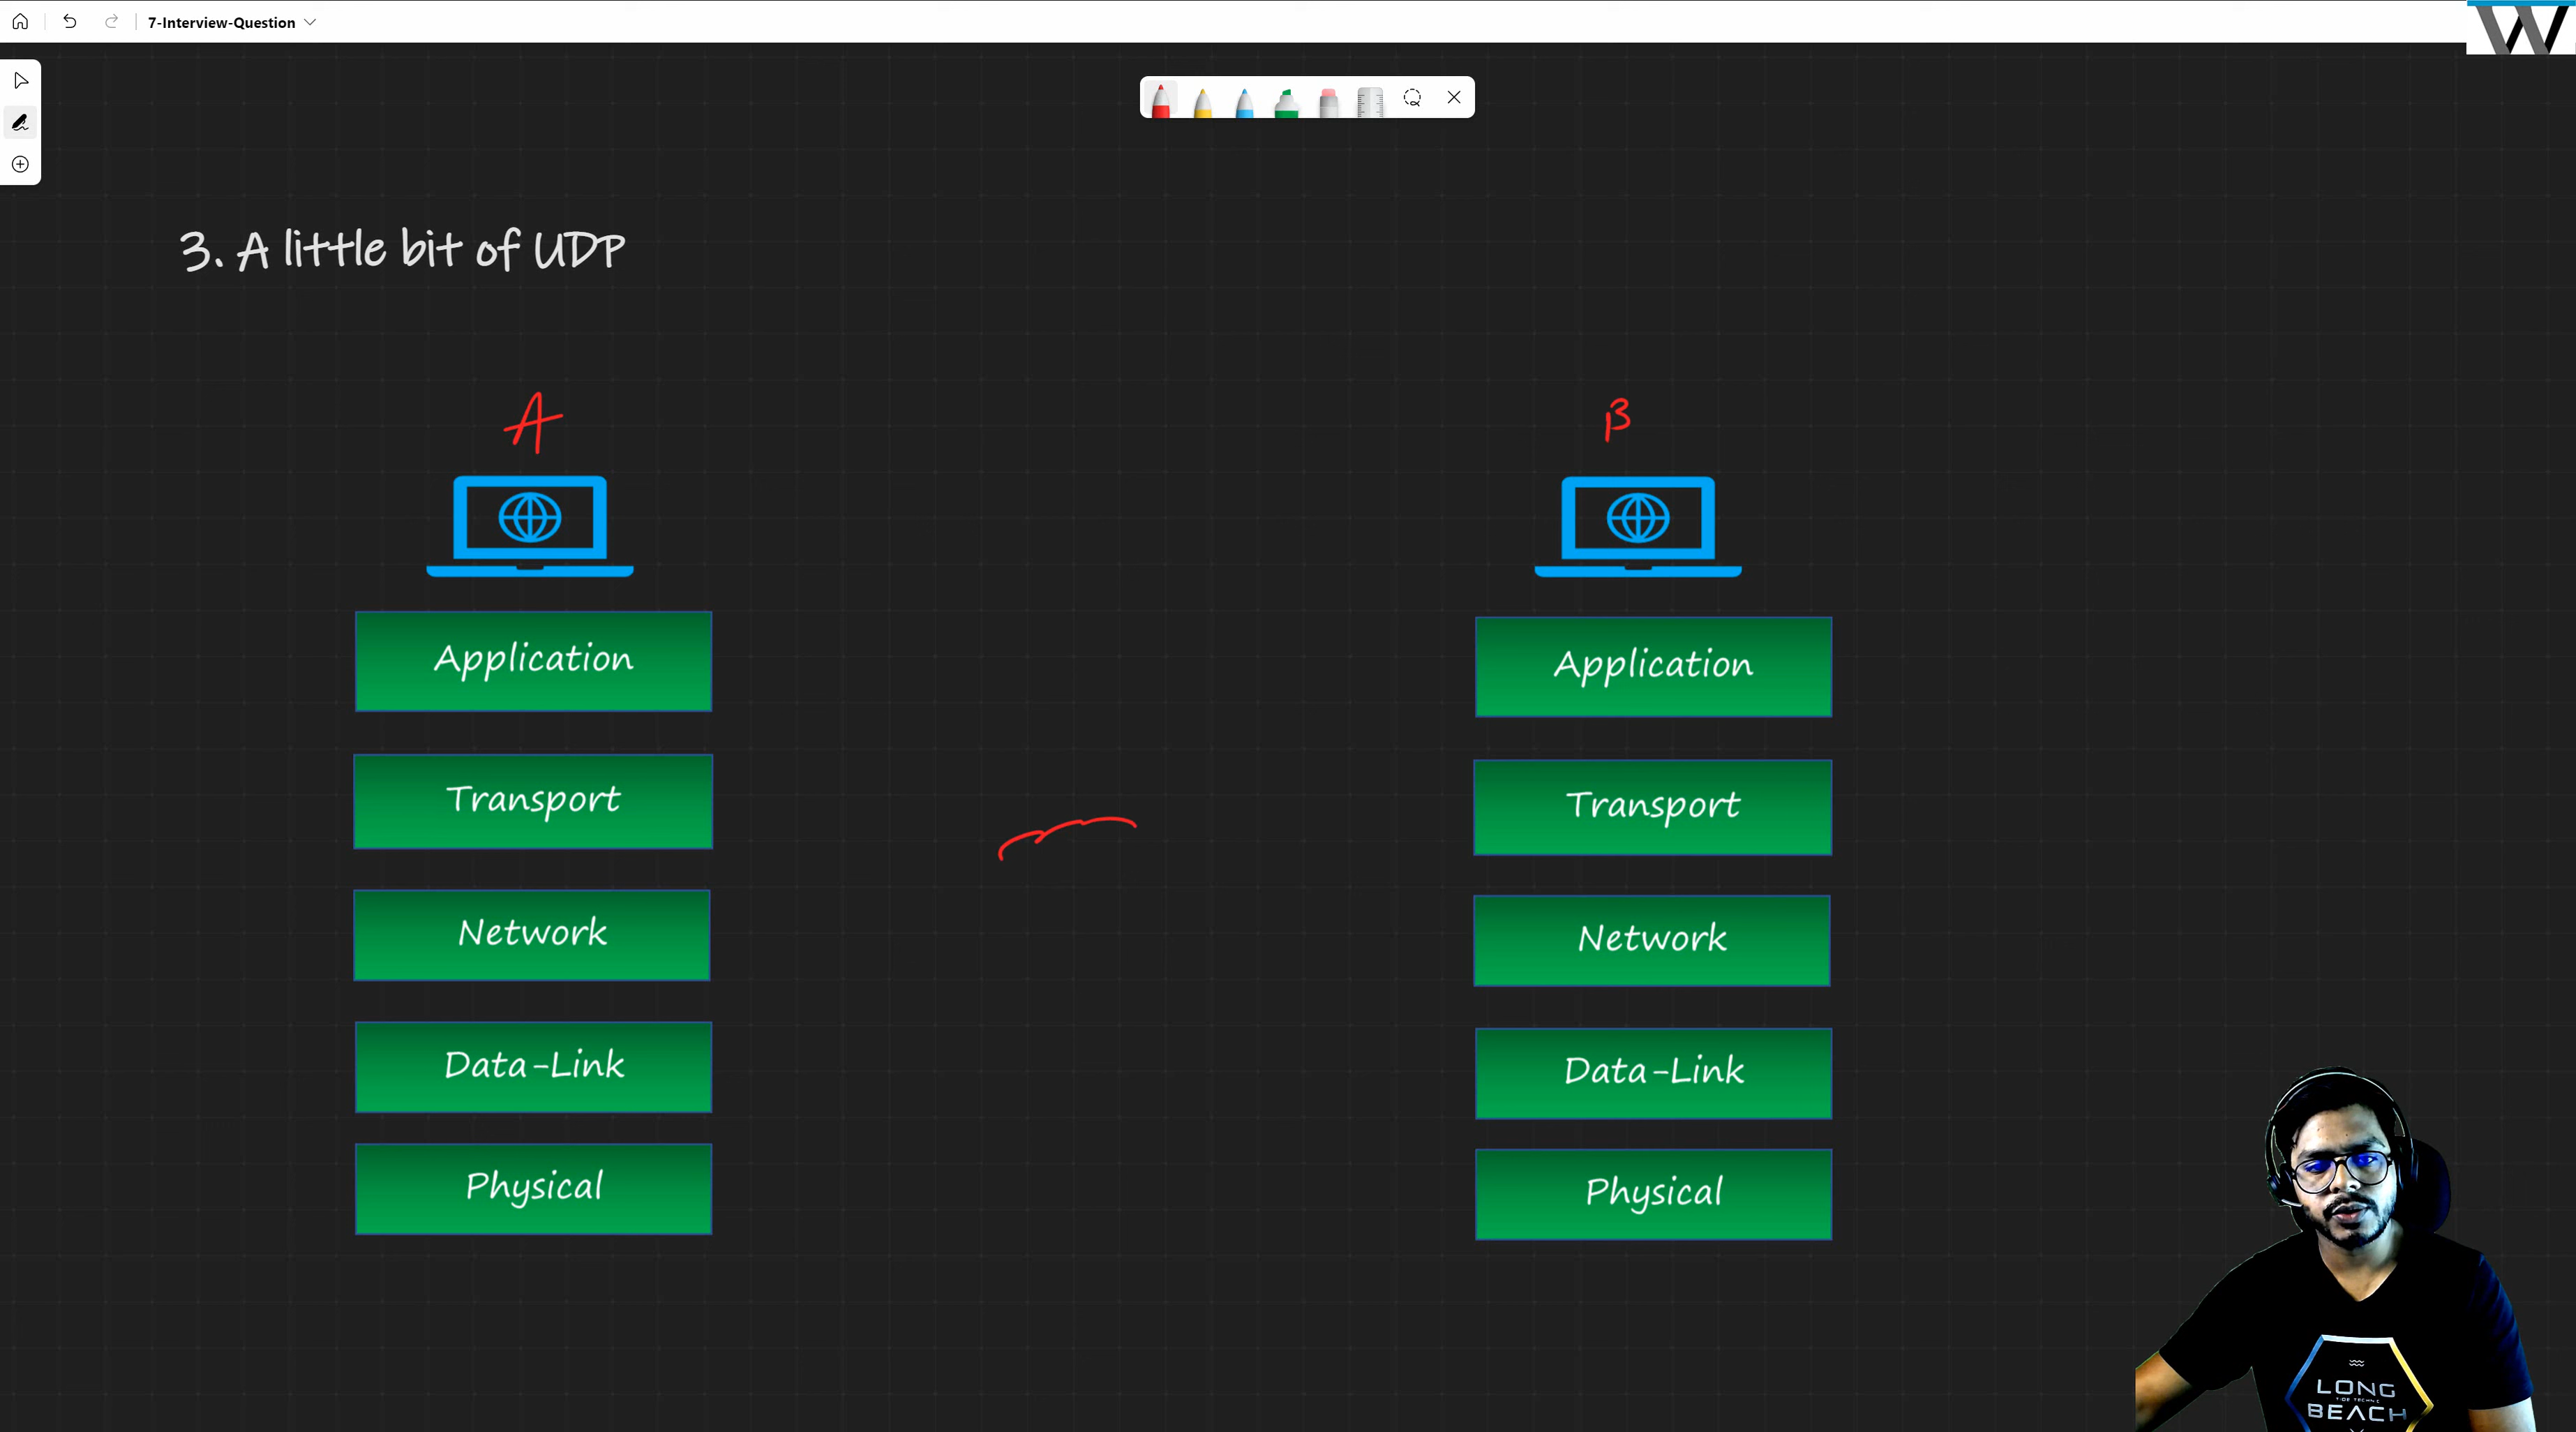 7-Interview-Question
W
3. A little bit of UDP
A
B
Application
Application
Transport
Transport
Network
Network
Data-Link
Data-Link
Physical
Physical
LONG
BEACH